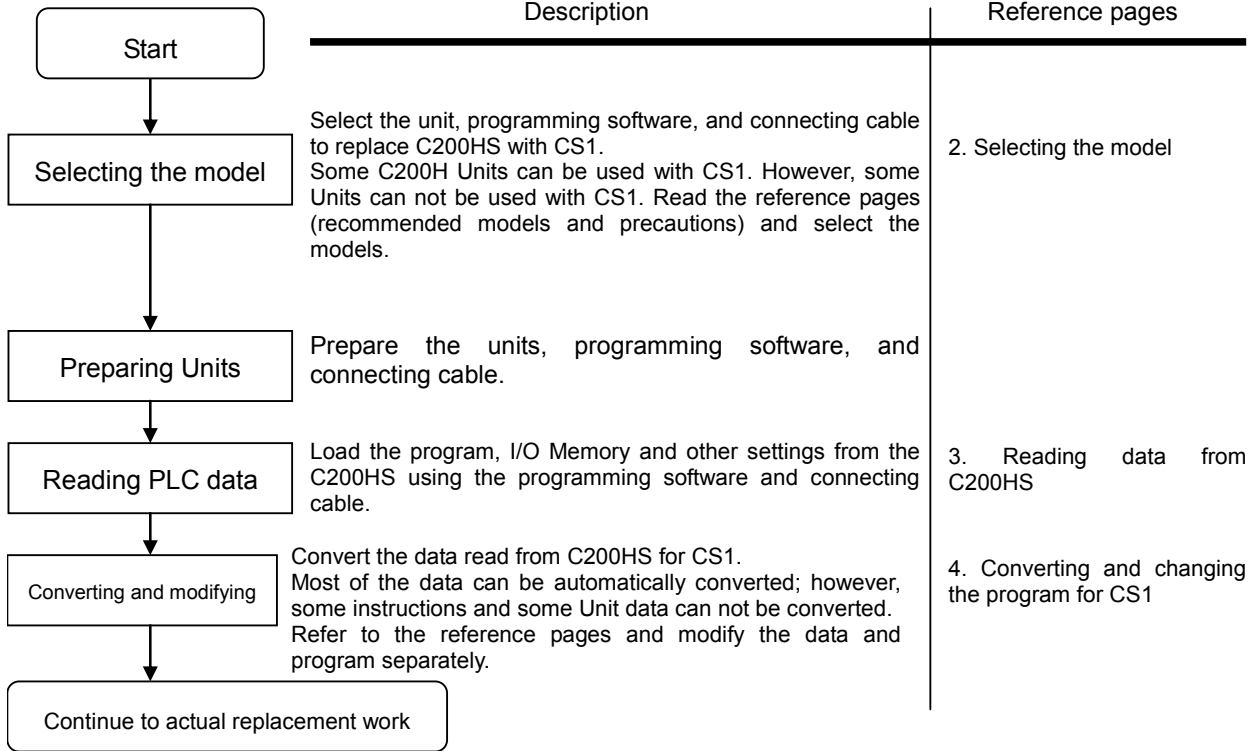 Description
Reference pages
Start
Selecting the model
Select the unit, programming software, and connecting cable
to replace C200HS with CS1.
Some C200H Units can be used with CS1. However, some
Units can not be used with CS1. Read the reference pages
(recommended models and precautions) and select the
models.
2. Selecting the model
Preparing Units
Prepare the units, programming software, and
connecting cable.
Reading PLC data
Load the program, I/O Memory and other settings from the
C200HS using the programming software and connecting
cable.
3. Reading data from
C200HS
Converting and modifying
Convert the data read from C200HS for CS1.
Most of the data can be automatically converted; however,
some instructions and some Unit data can not be converted.
Refer to the reference pages and modify the data and
program separately.
4. Converting and changing
the program for CS1
Continue to actual replacement work